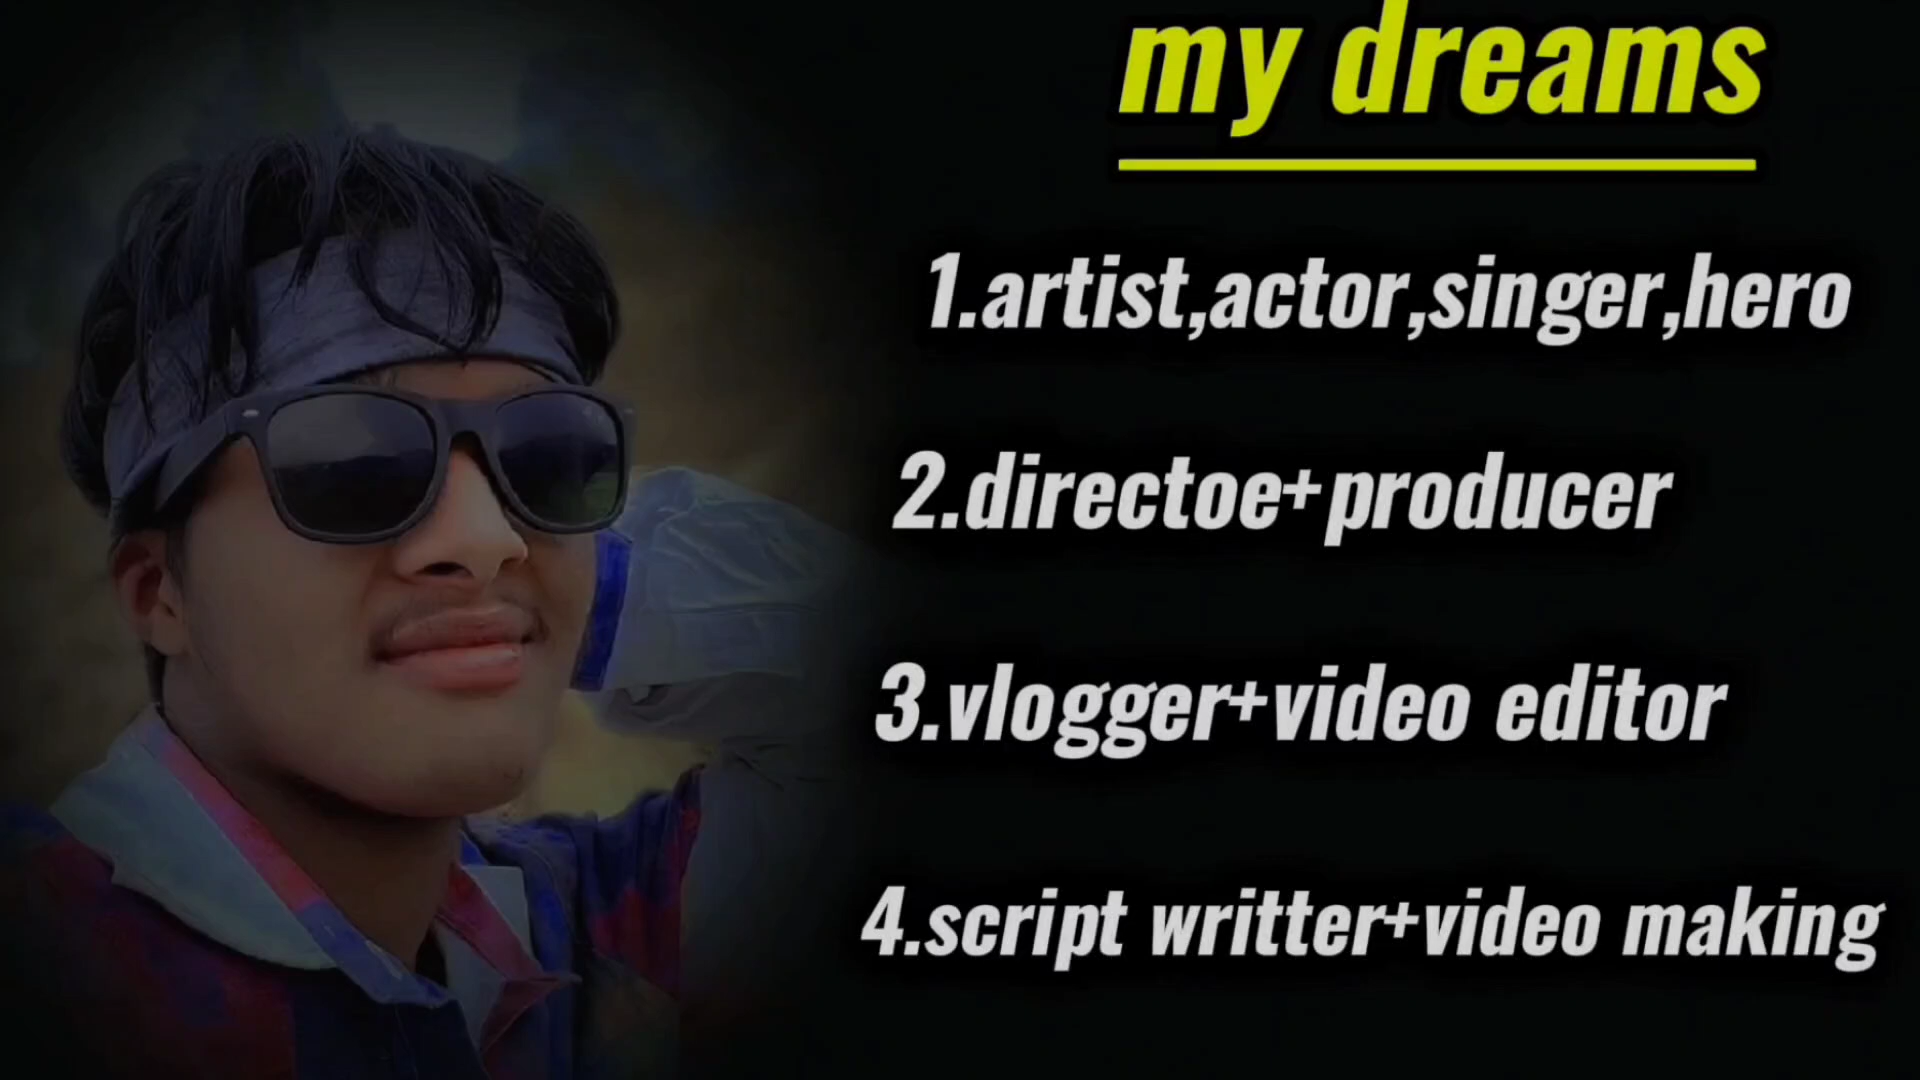 my dreams
1.artist,actor,singer,hero
2.directoe+producer
3.vlogger+video editor
4.script writter+video making